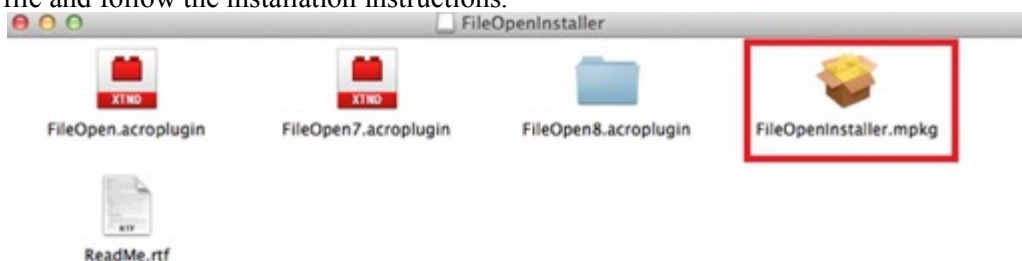 file and follow the installation instructions.
FileOpenInstaller
XTND
XTND
FileOpen.acroplugin
FileOpen7.acroplugin
FileOpen8.acroplugin
FileOpenInstaller.mpkg
RTF
ReadMe.rtf